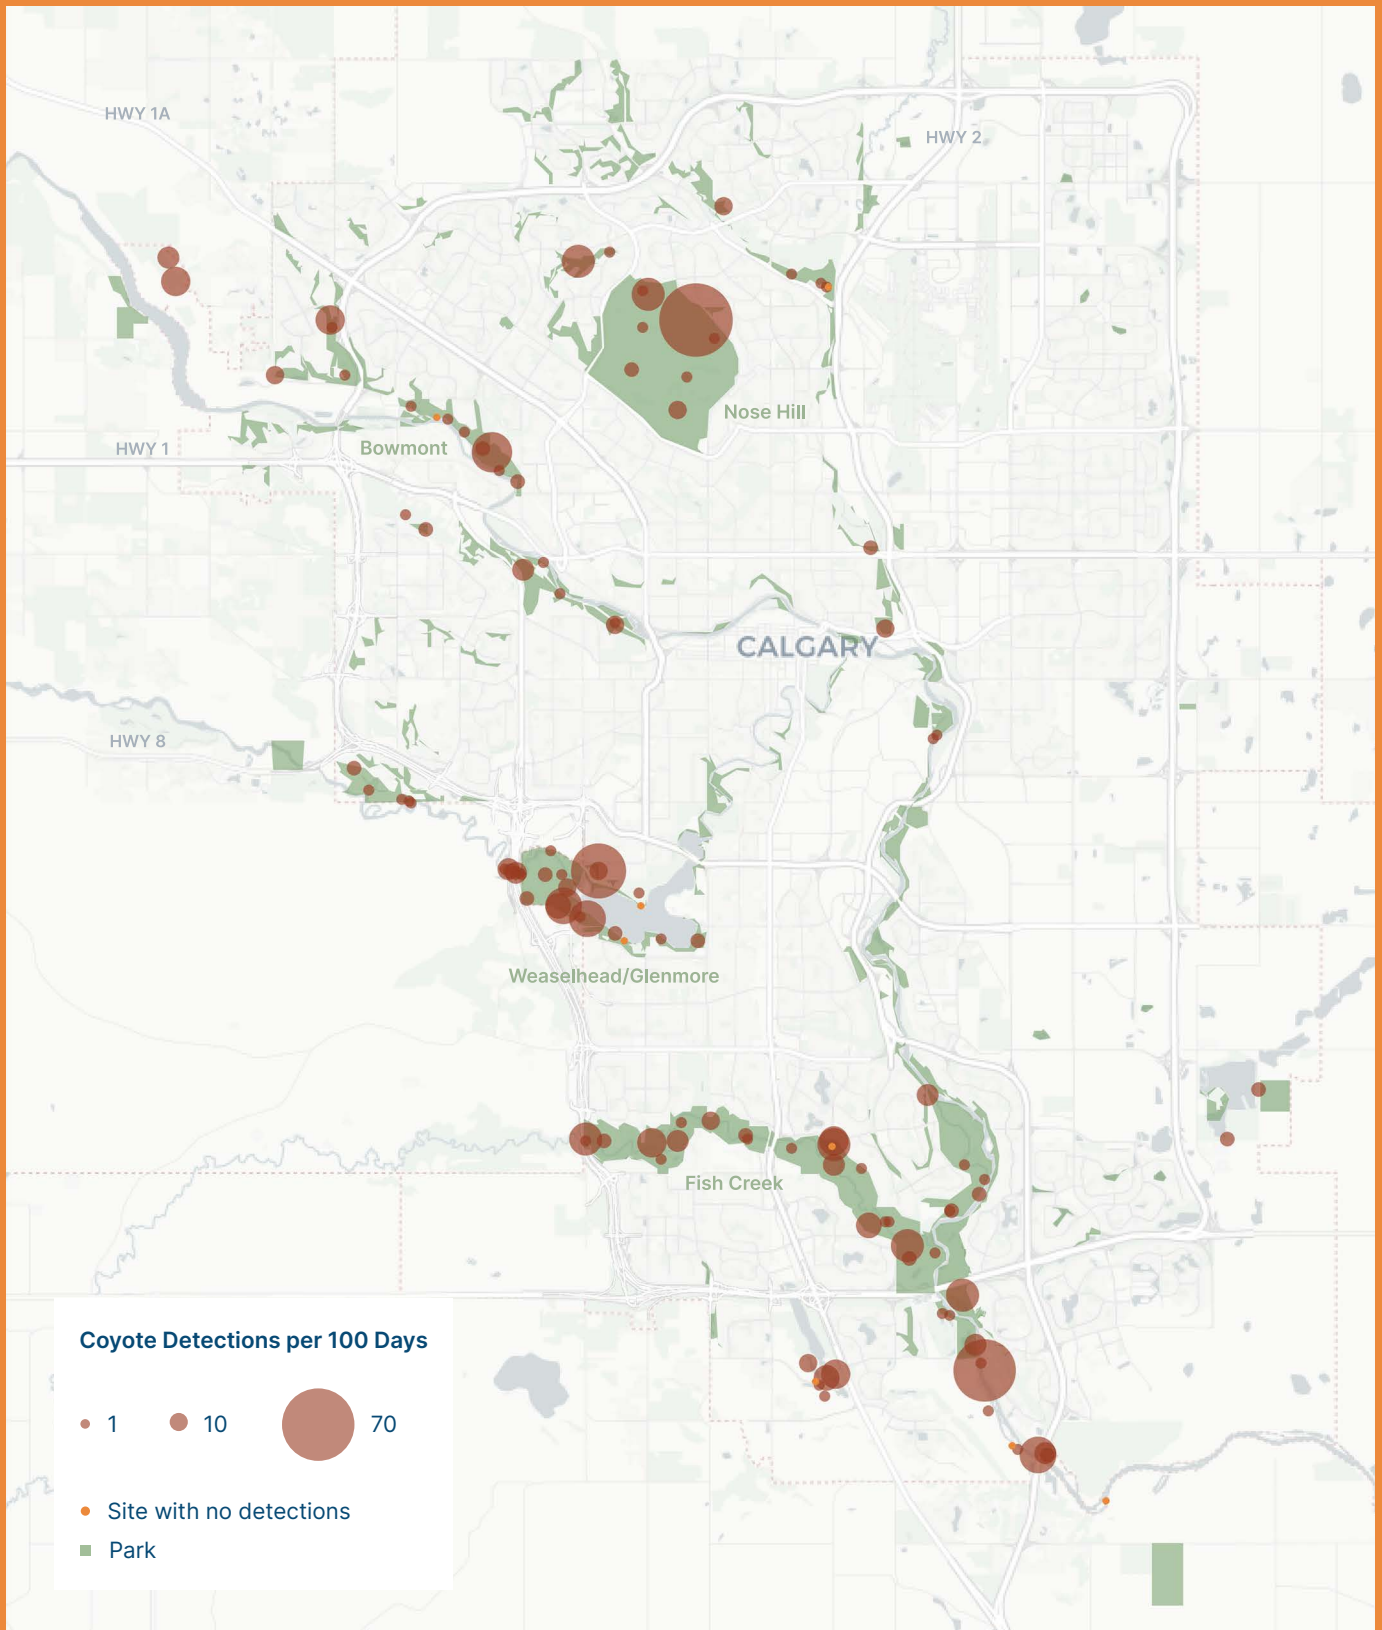 HWY 1A
HWY 2
Nose Hill
Bowmont
HWY 1
CALGARY
HWY 8
Weaselhead/Glenmore
Fish Creek
Coyote Detections per 100 Days
1 10 70
Site with no detections
Park